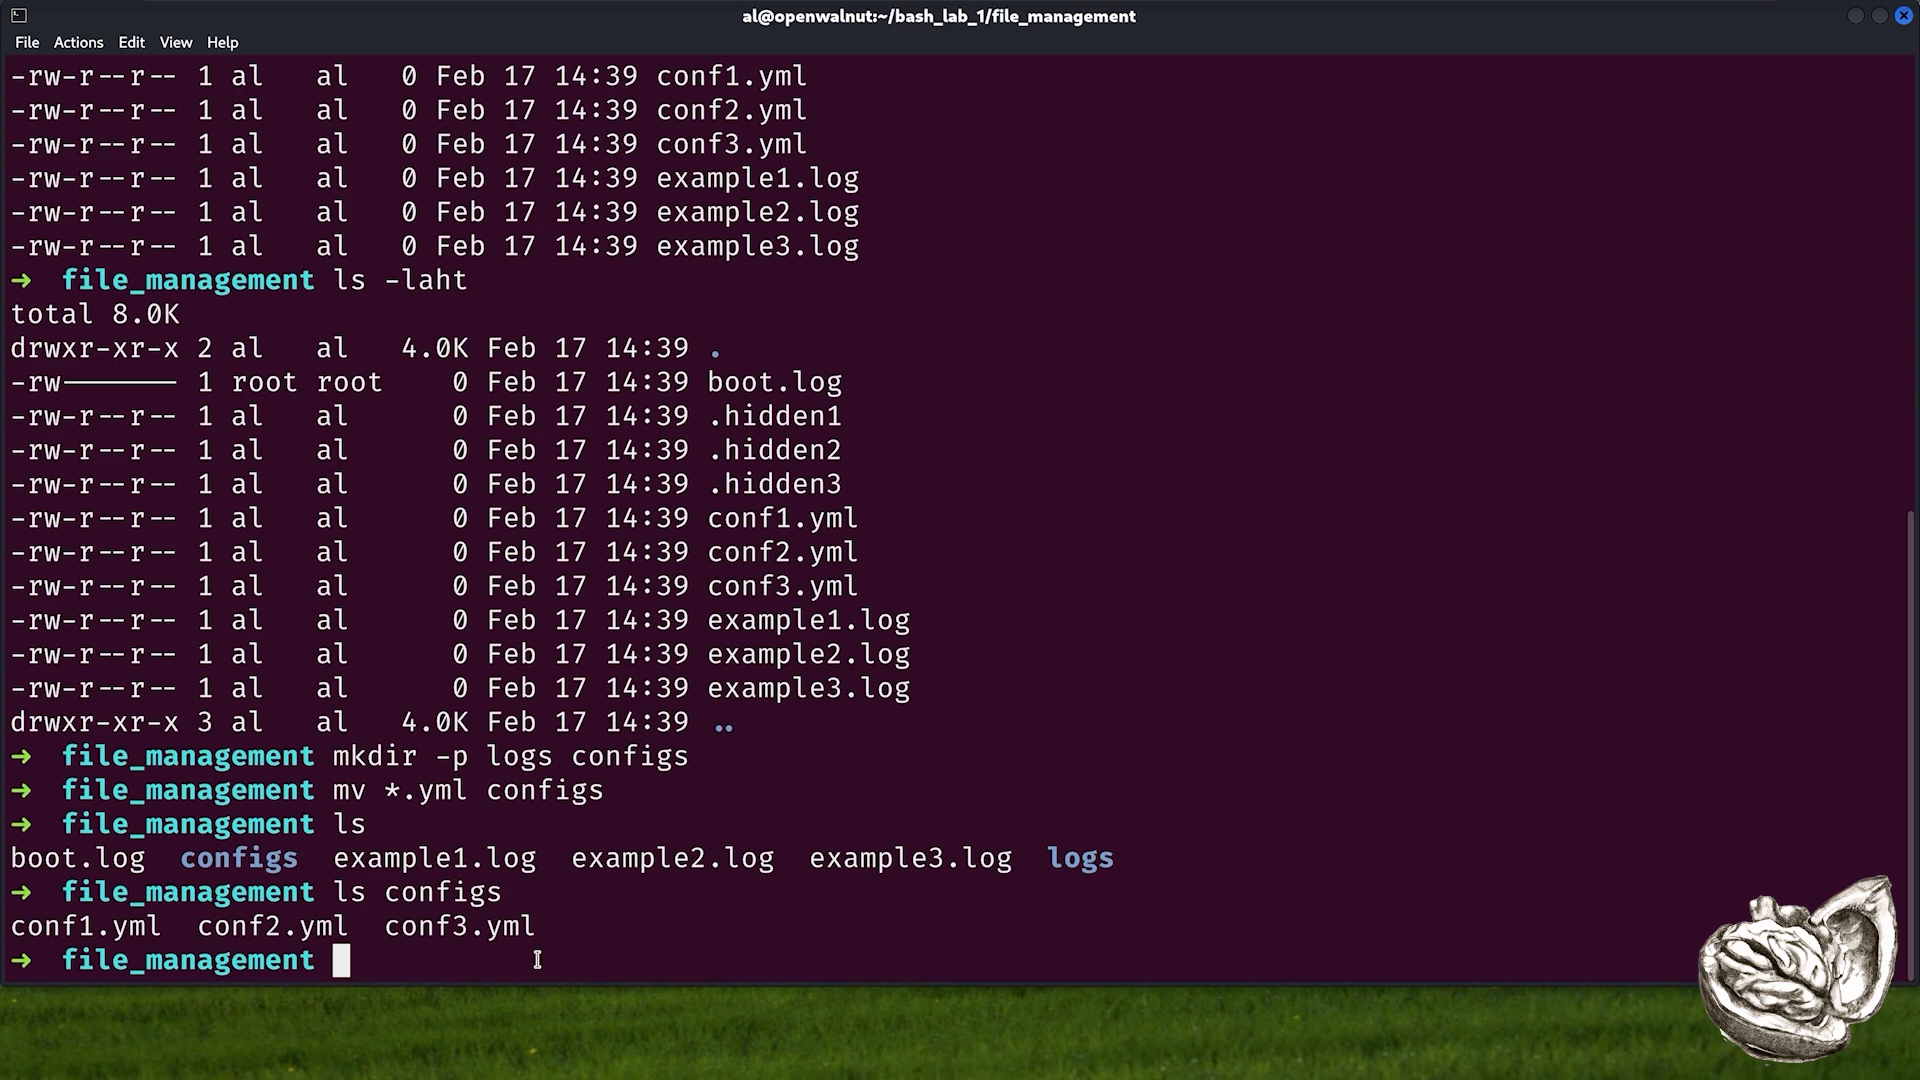 al@openwalnut:~/bash_lab_1/file_management
File Actions Edit View Help
-rw-r--r-- 1 al al 0 Feb 17 14:39 conf1.yml
-rw-r--r-- 1 al al 0 Feb 17 14:39 conf2.yml
-rw-r--r-- 1 al al 0 Feb 17 14:39 conf3.yml
-rw-r--r-- 1 al al 0 Feb 17 14:39 example1.log
-rw-r--r-- 1 al al 0 Feb 17 14:39 example2.log
-rw-r--r-- 1 al al 0 Feb 17 14:39 example3.log
→ file_management ls -laht
total 8.0K
drwxr-xr-x 2 al al 4.0K Feb 17 14:39 .
-rw------- 1 root root 0 Feb 17 14:39 boot.log
-rw-r--r-- 1 al al 0 Feb 17 14:39 .hidden1
-rw-r--r-- 1 al al 0 Feb 17 14:39 .hidden2
-rw-r--r-- 1 al al 0 Feb 17 14:39 .hidden3
-rw-r--r-- 1 al al 0 Feb 17 14:39 conf1.yml
-rw-r--r-- 1 al al 0 Feb 17 14:39 conf2.yml
-rw-r--r-- 1 al al 0 Feb 17 14:39 conf3.yml
-rw-r--r-- 1 al al 0 Feb 17 14:39 example1.log
-rw-r--r-- 1 al al 0 Feb 17 14:39 example2.log
-rw-r--r-- 1 al al 0 Feb 17 14:39 example3.log
drwxr-xr-x 3 al al 4.0K Feb 17 14:39 ..
→ file_management mkdir -p logs configs
→ file_management mv *.yml configs
→ file_management ls
boot.log configs example1.log example2.log example3.log logs
→ file_management ls configs
conf1.yml conf2.yml conf3.yml
→ file_management